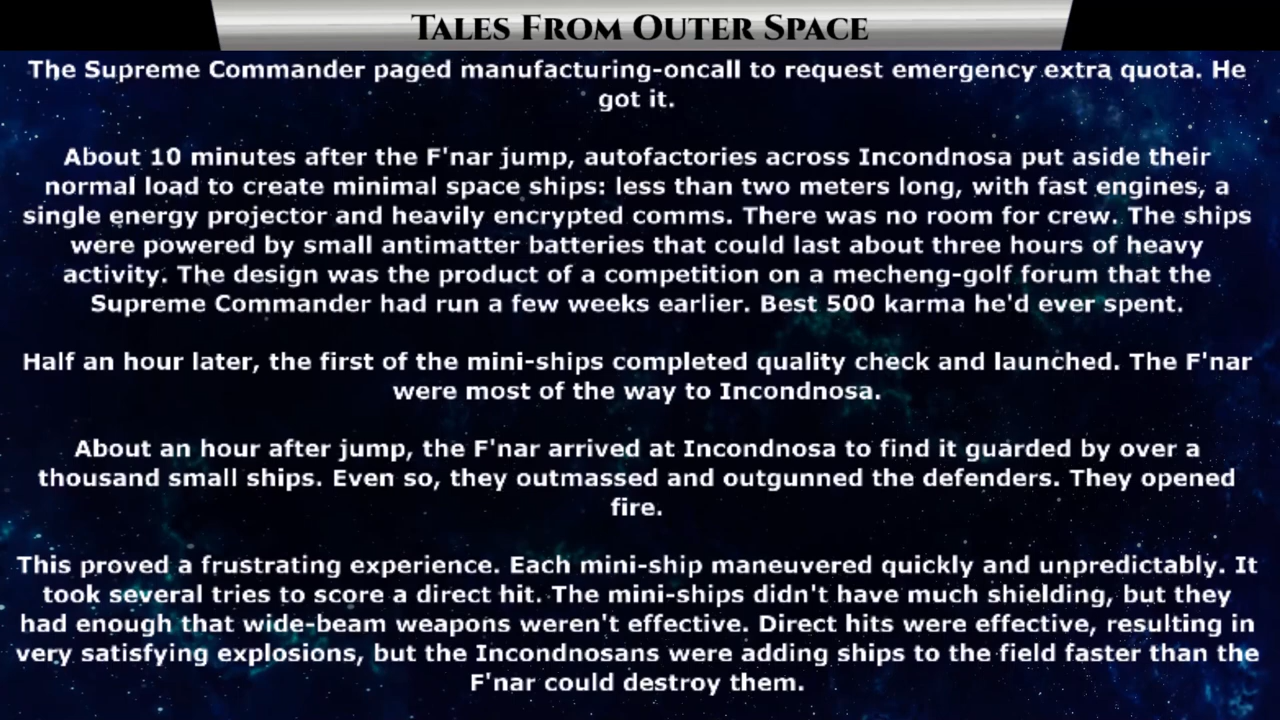 Tales From Outer Space
The Supreme Commander paged manufacturing-oncall to request emergency extra quota. He
got it.
About 10 minutes after the F'nar jump, autofactories across Incondnosa put aside their
normal load to create minimal space ships: less than two meters long, with fast engines, a
single energy projector and heavily encrypted comms. There was no room for crew. The ships
were powered by small antimatter batteries that could last about three hours of heavy
activity. The design was the product of a competition on a mecheng-golf forum that the
Supreme Commander had run a few weeks earlier. Best 500 karma he'd ever spent.
Half an hour later, the first of the mini-ships completed quality check and launched. The F'nar
were most of the way to Incondnosa.
About an hour after jump, the F'nar arrived at Incondnosa to find it guarded by over a
thousand small ships. Even so, they outmassed and outgunned the defenders. They opened
fire.
This proved a frustrating experience. Each mini-ship maneuvered quickly and unpredictably. It
took several tries to score a direct hit. The mini-ships didn't have much shielding, but they
had enough that wide-beam weapons weren't effective. Direct hits were effective, resulting in
very satisfying explosions, but the Incondnosans were adding ships to the field faster than the
F'nar could destroy them.